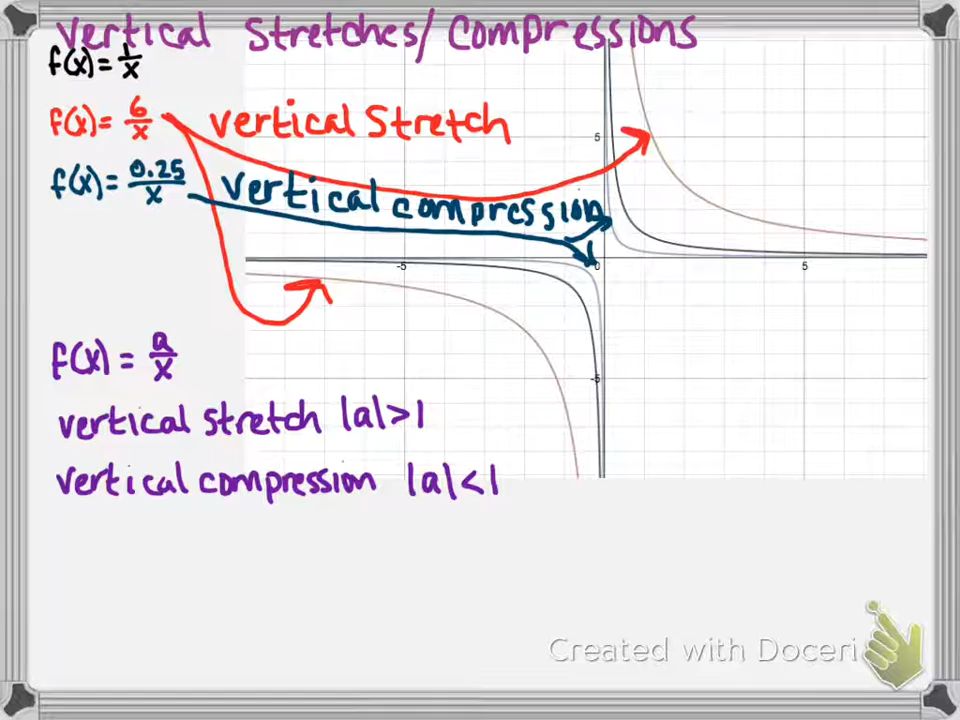 Vertical Stretches/Compressions
f(x)= 1/x
f(x)= 6/x vertical Stretch
f(x)= 0.25/x vertical compression
5
-5 0 5
-5
f(x) = a/x
vertical stretch |a|>1
vertical compression |a|<1
Created with Doceri